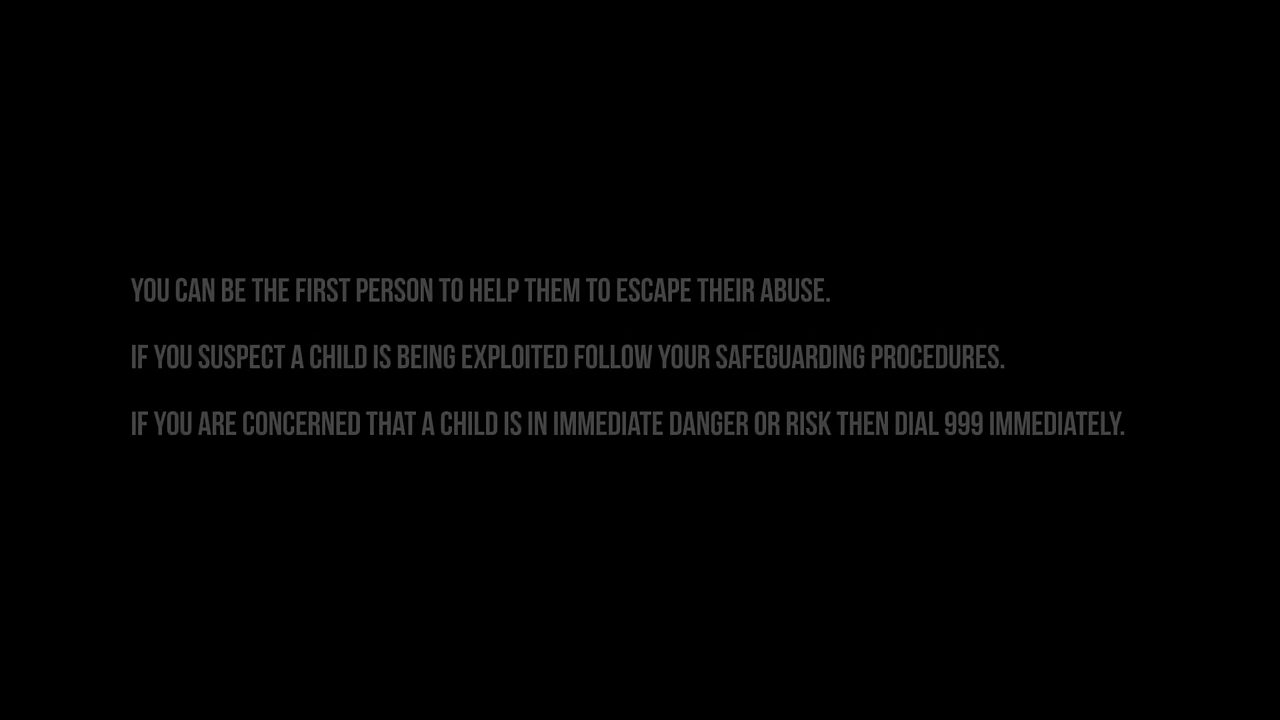 YOU CAN BE THE FIRST PERSON TO HELP THEM TO ESCAPE THEIR ABUSE.
IF YOU SUSPECT A CHILD IS BEING EXPLOITED FOLLOW YOUR SAFEGUARDING PROCEDURES.
IF YOU ARE CONCERNED THAT A CHILD IS IN IMMEDIATE DANGER OR RISK THEN DIAL 999 IMMEDIATELY.